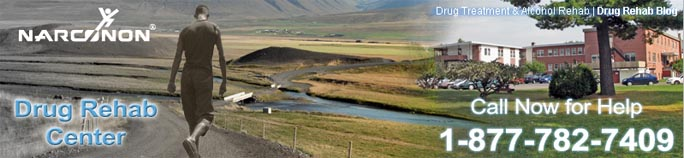 Drug Treatment & Alcohol Rehab | Drug Rehab Blog
NARCONON®
Drug Rehab
Center
Call Now for Help
1-877-782-7409